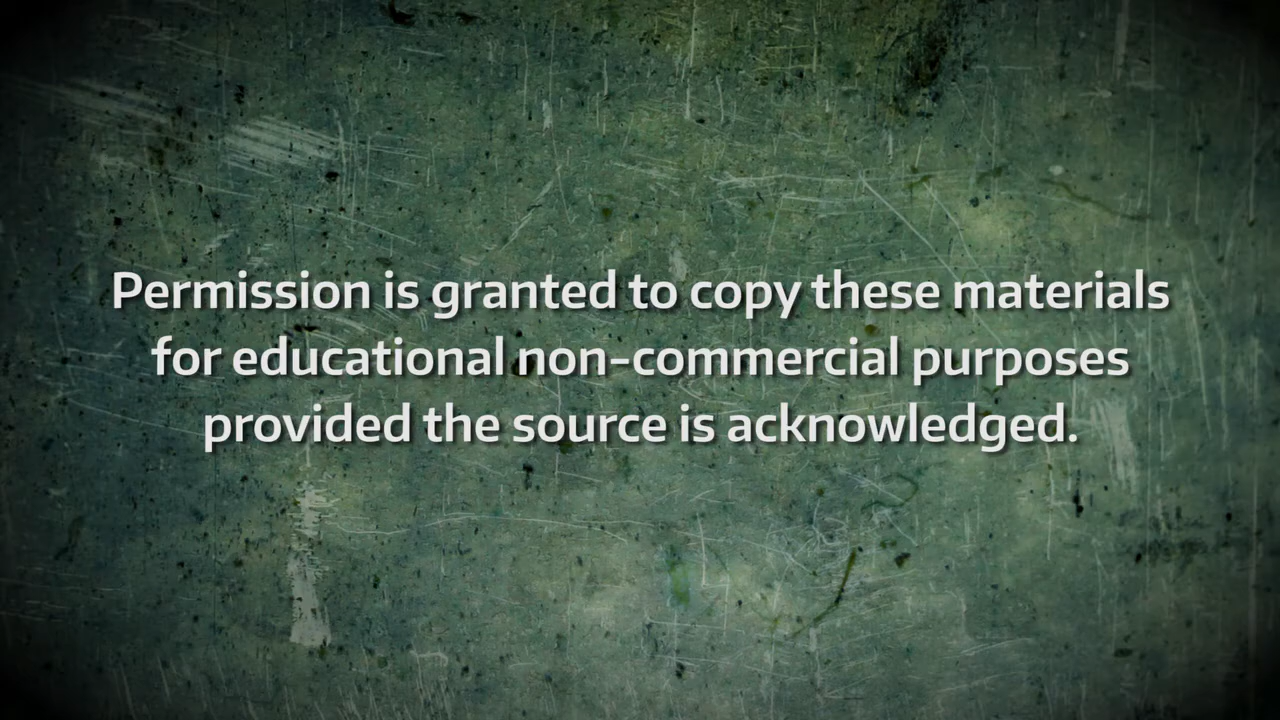 Permission is granted to copy these materials
for educational non-commercial purposes
provided the source is acknowledged.